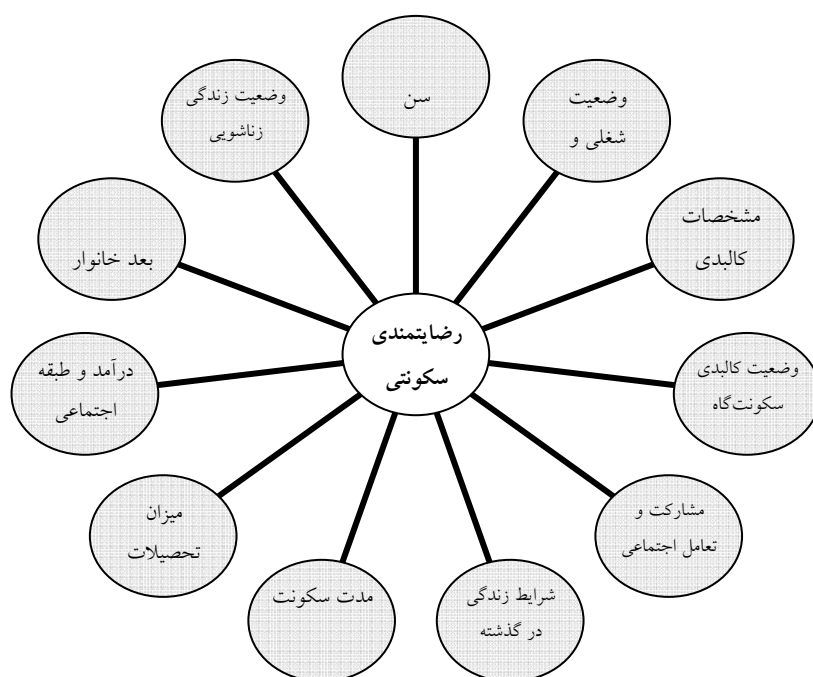 سن
وضعیت
شغلی و
مشخصات
کالبدی
وضعیت کالبدی
سکونت‌گاه
مشارکت و
تعامل اجتماعی
شرایط زندگی
در گذشته
مدت سکونت
میزان
تحصیلات
درآمد و طبقه
اجتماعی
بعد خانوار
وضعیت زندگی
زناشویی
رضایتمندی
سکونتی